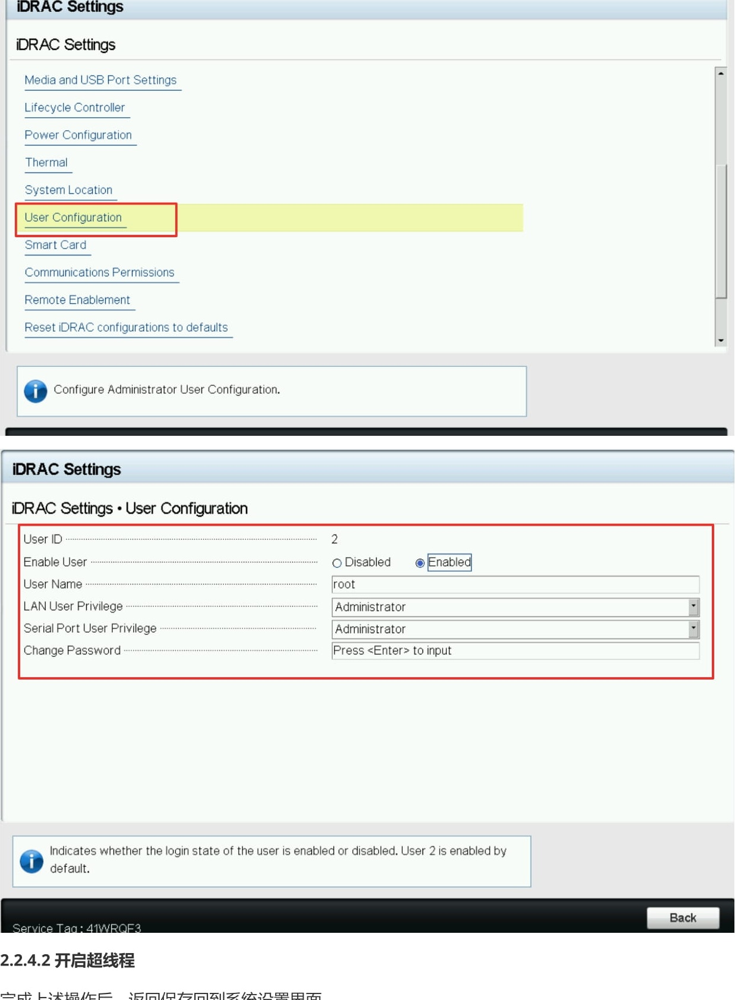 iDRAC Settings
iDRAC Settings
Media and USB Port Settings
Lifecycle Controller
Power Configuration
Thermal
System Location
User Configuration
Smart Card
Communications Permissions
Remote Enablement
Reset iDRAC configurations to defaults
Configure Administrator User Configuration.
iDRAC Settings
iDRAC Settings • User Configuration
User ID 2
Enable User Disabled Enabled
User Name root
LAN User Privilege Administrator
Serial Port User Privilege Administrator
Change Password Press <Enter> to input
Indicates whether the login state of the user is enabled or disabled. User 2 is enabled by
default.
Back
Service Tag : 41WRQF3
2.2.4.2 开启超线程
完成上述操作后，返回保存回到系统设置界面